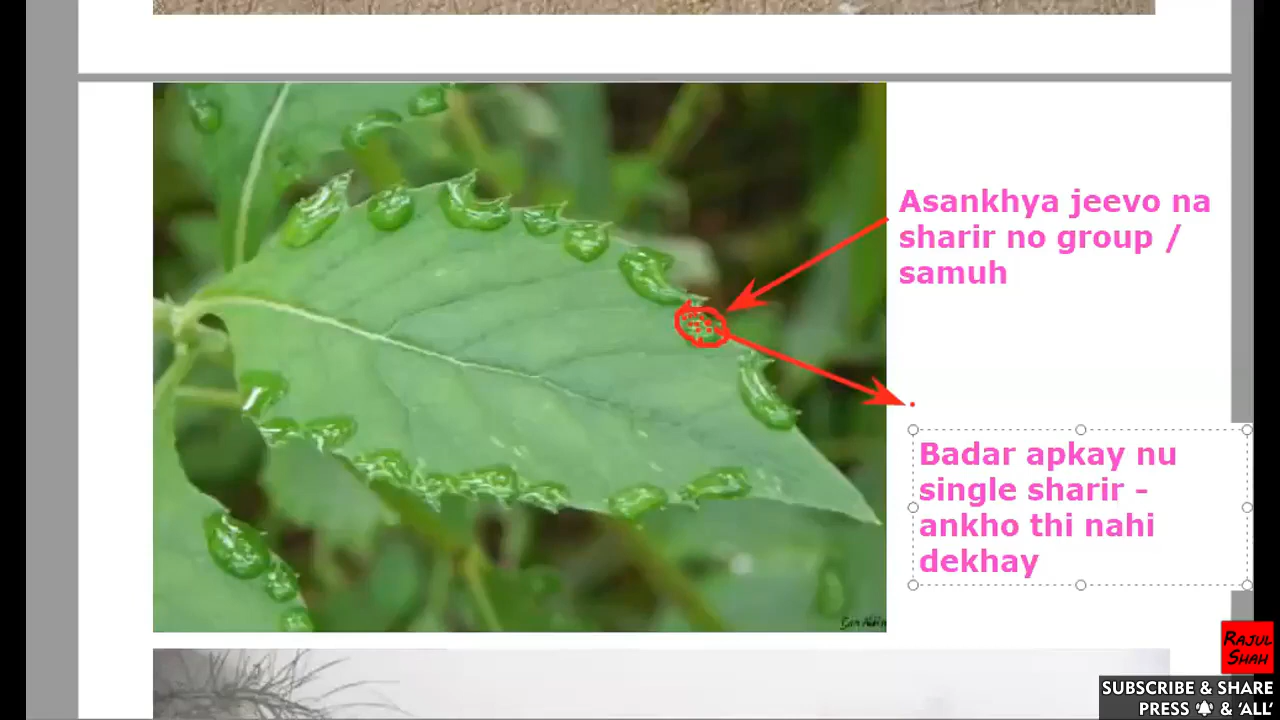 Asankhya jeevo na
sharir no group /
samuh
Badar apkay nu
single sharir -
ankho thi nahi
dekhay
RAJUL
SHAH
SUBSCRIBE & SHARE
PRESS & 'ALL'